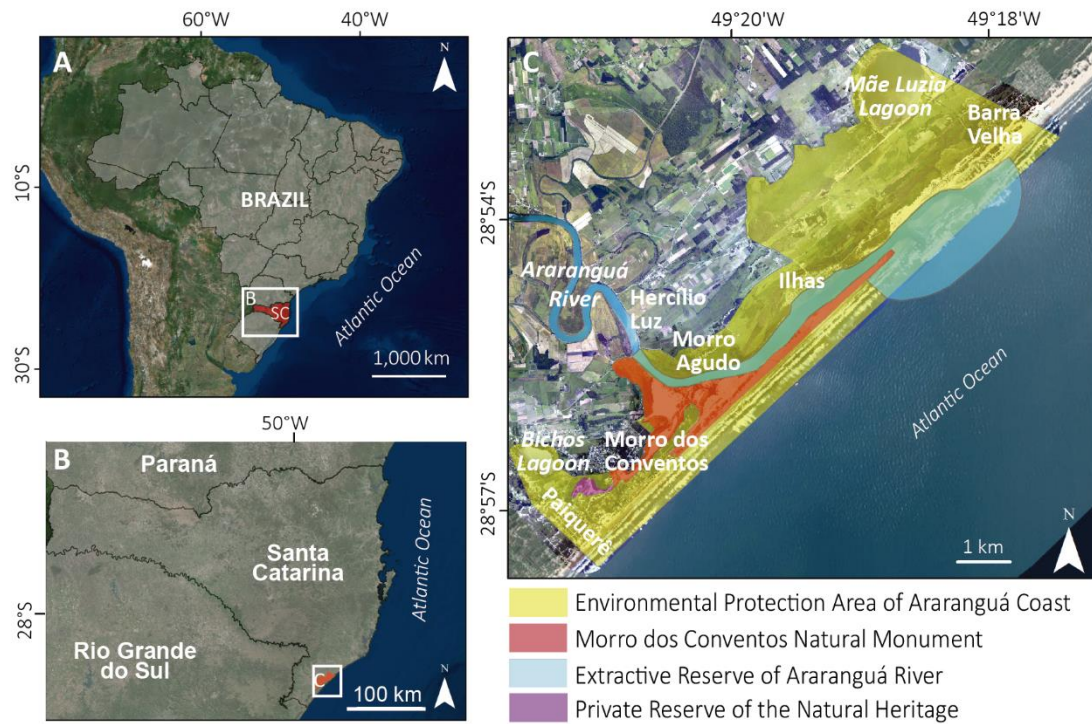 60°W
40°W
A
N
10°S
BRAZIL
B
SC
Atlantic Ocean
30°S
1,000 km
50°W
B
Paraná
Santa
Catarina
Atlantic Ocean
28°S
Rio Grande
do Sul
C
N
100 km
49°20'W
49°18'W
C
Mãe Luzia
Lagoon
Barra
Velha
28°54'S
Araranguá
River
Ilhas
Hercílio
Luz
Morro
Agudo
Atlantic Ocean
Bichos
Lagoon
Morro dos
Conventos
28°57'S
Paiquerê
N
1 km
Environmental Protection Area of Araranguá Coast
Morro dos Conventos Natural Monument
Extractive Reserve of Araranguá River
Private Reserve of the Natural Heritage